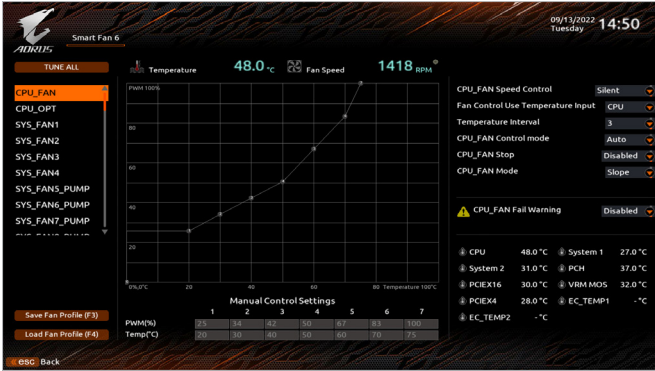 09/13/2022 Tuesday 14:50
AORUS
Smart Fan 6
TUNE ALL
Temperature 48.0 °C Fan Speed 1418 RPM
CPU_FAN
CPU_OPT
SYS_FAN1
SYS_FAN2
SYS_FAN3
SYS_FAN4
SYS_FAN5_PUMP
SYS_FAN6_PUMP
SYS_FAN7_PUMP
PWM 100%
80
60
40
20
0%,0°C 20 40 60 80 Temperature 100°C
CPU_FAN Speed Control Silent
Fan Control Use Temperature Input CPU
Temperature Interval 3
CPU_FAN Control mode Auto
CPU_FAN Stop Disabled
CPU_FAN Mode Slope
CPU_FAN Fail Warning Disabled
CPU 48.0 °C System 1 27.0 °C
System 2 31.0 °C PCH 37.0 °C
PCIEX16 30.0 °C VRM MOS 32.0 °C
PCIEX4 28.0 °C EC_TEMP1 - °C
EC_TEMP2 - °C
Manual Control Settings
1 2 3 4 5 6 7
PWM(%) 25 34 42 50 67 83 100
Temp(°C) 20 30 40 50 60 70 75
Save Fan Profile (F3)
Load Fan Profile (F4)
esc Back